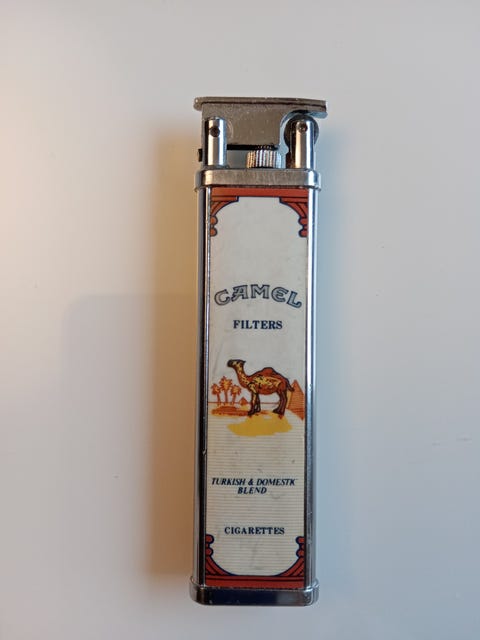 CAMEL
FILTERS
TURKISH & DOMESTIC
BLEND
CIGARETTES